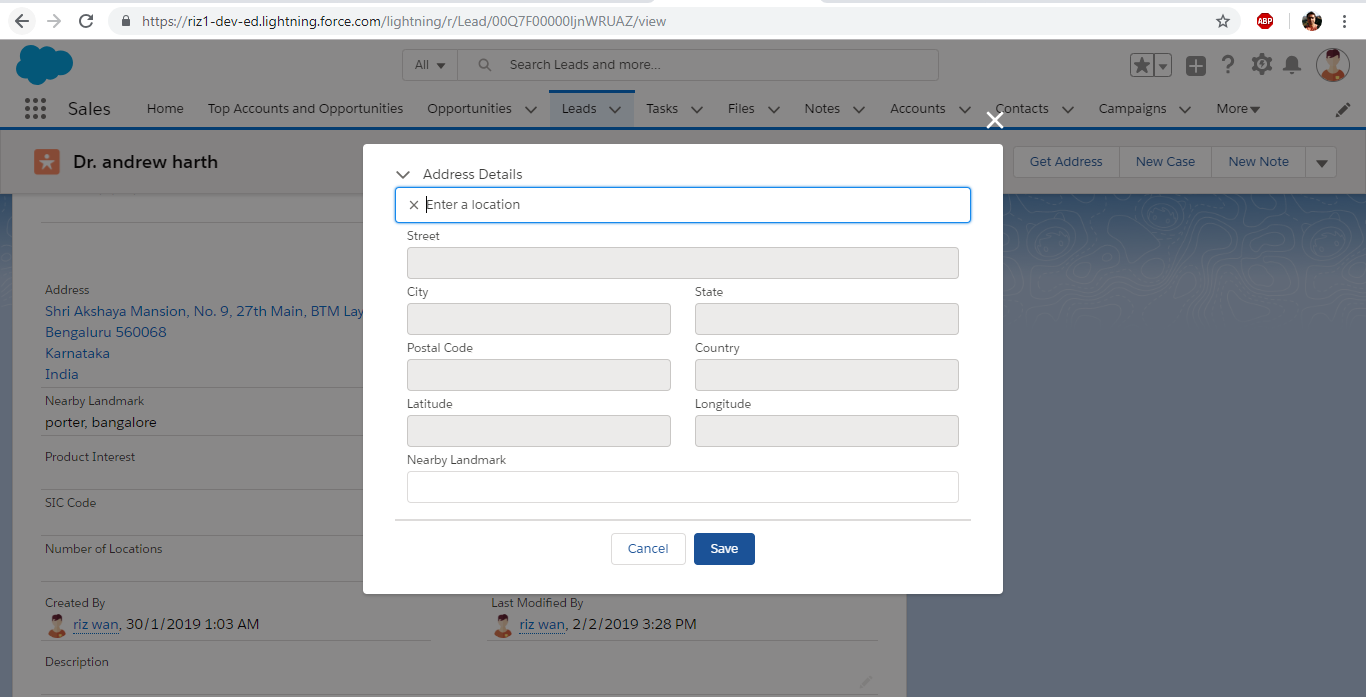 https://riz1-dev-ed.lightning.force.com/lightning/r/Lead/00Q7F00000IjnWRUAZ/view
ABP
All Search Leads and more...
Sales Home Top Accounts and Opportunities Opportunities Leads Tasks Files Notes Accounts Contacts Campaigns More
Dr. andrew harth
Get Address New Case New Note
Address Details
Enter a location
Street
City State
Postal Code Country
Latitude Longitude
Nearby Landmark
Cancel Save
Address
Shri Akshaya Mansion, No. 9, 27th Main, BTM Lay
Bengaluru 560068
Karnataka
India
Nearby Landmark
porter, bangalore
Product Interest
SIC Code
Number of Locations
Created By Last Modified By
riz wan, 30/1/2019 1:03 AM riz wan, 2/2/2019 3:28 PM
Description